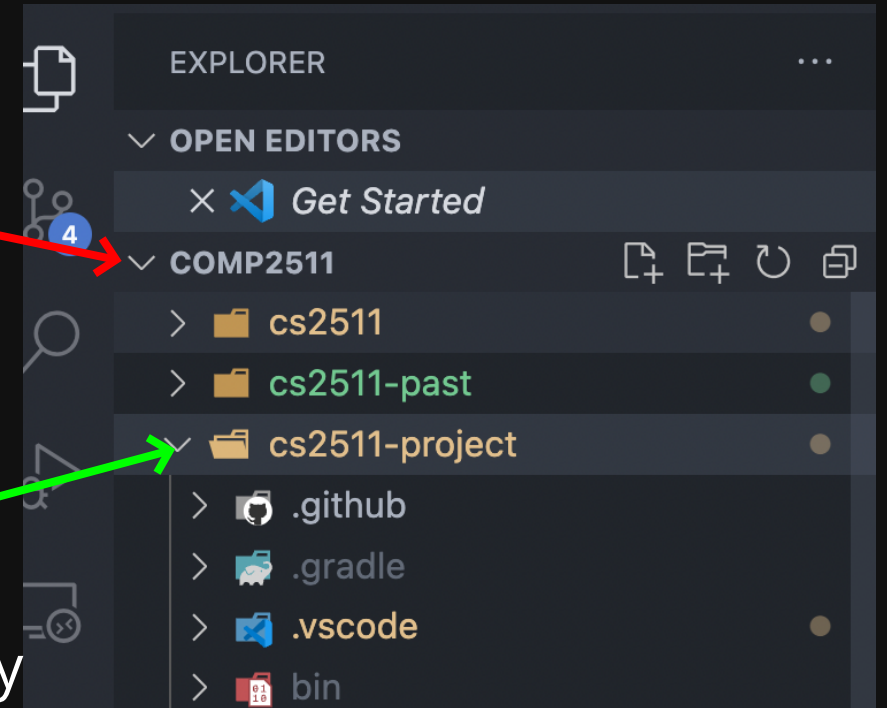 EXPLORER
OPEN EDITORS
Get Started
4
COMP2511
cs2511
cs2511-past
cs2511-project
.github
.gradle
.vscode
bin
y